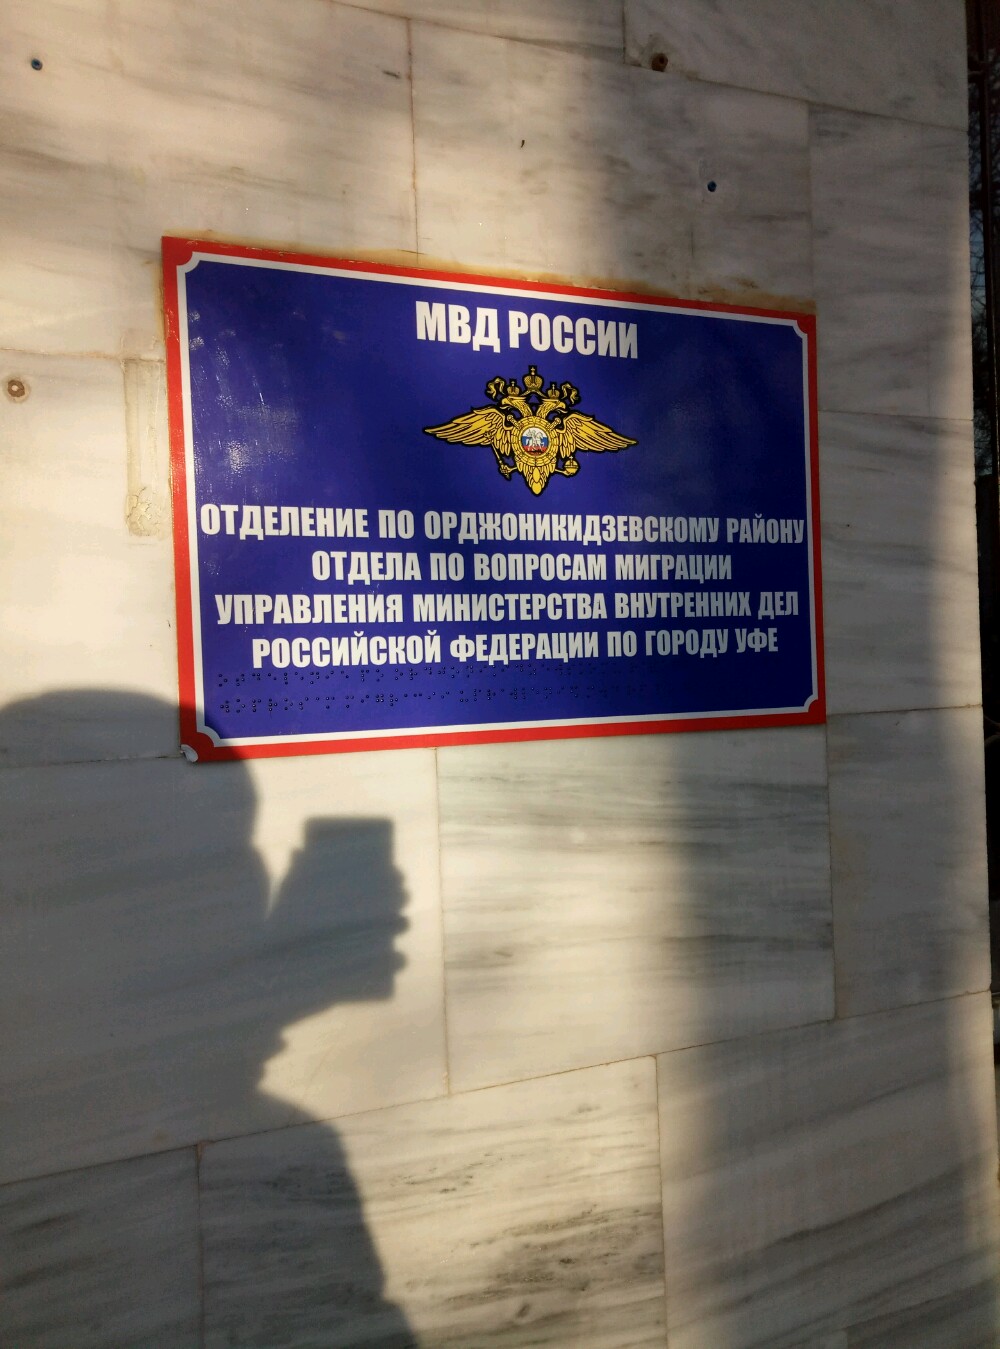 МВД РОССИИ
ОТДЕЛЕНИЕ ПО ОРДЖОНИКИДЗЕВСКОМУ РАЙОНУ
ОТДЕЛА ПО ВОПРОСАМ МИГРАЦИИ
УПРАВЛЕНИЯ МИНИСТЕРСТВА ВНУТРЕННИХ ДЕЛ
РОССИЙСКОЙ ФЕДЕРАЦИИ ПО ГОРОДУ УФЕ